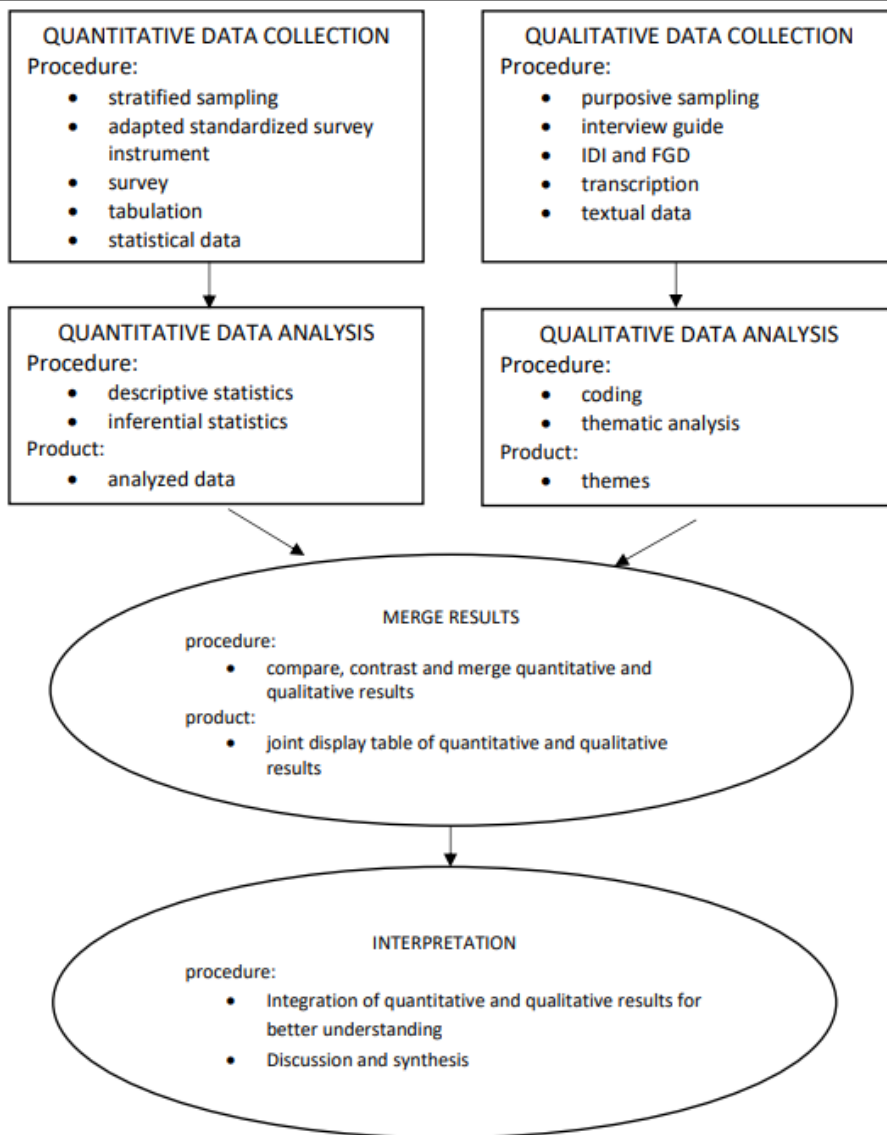 QUANTITATIVE DATA COLLECTION
Procedure:
• stratified sampling
• adapted standardized survey
instrument
• survey
• tabulation
• statistical data
QUALITATIVE DATA COLLECTION
Procedure:
• purposive sampling
• interview guide
• IDI and FGD
• transcription
• textual data
QUANTITATIVE DATA ANALYSIS
Procedure:
• descriptive statistics
• inferential statistics
Product:
• analyzed data
QUALITATIVE DATA ANALYSIS
Procedure:
• coding
• thematic analysis
Product:
• themes
MERGE RESULTS
procedure:
• compare, contrast and merge quantitative and
qualitative results
product:
• joint display table of quantitative and qualitative
results
INTERPRETATION
procedure:
• Integration of quantitative and qualitative results for
better understanding
• Discussion and synthesis